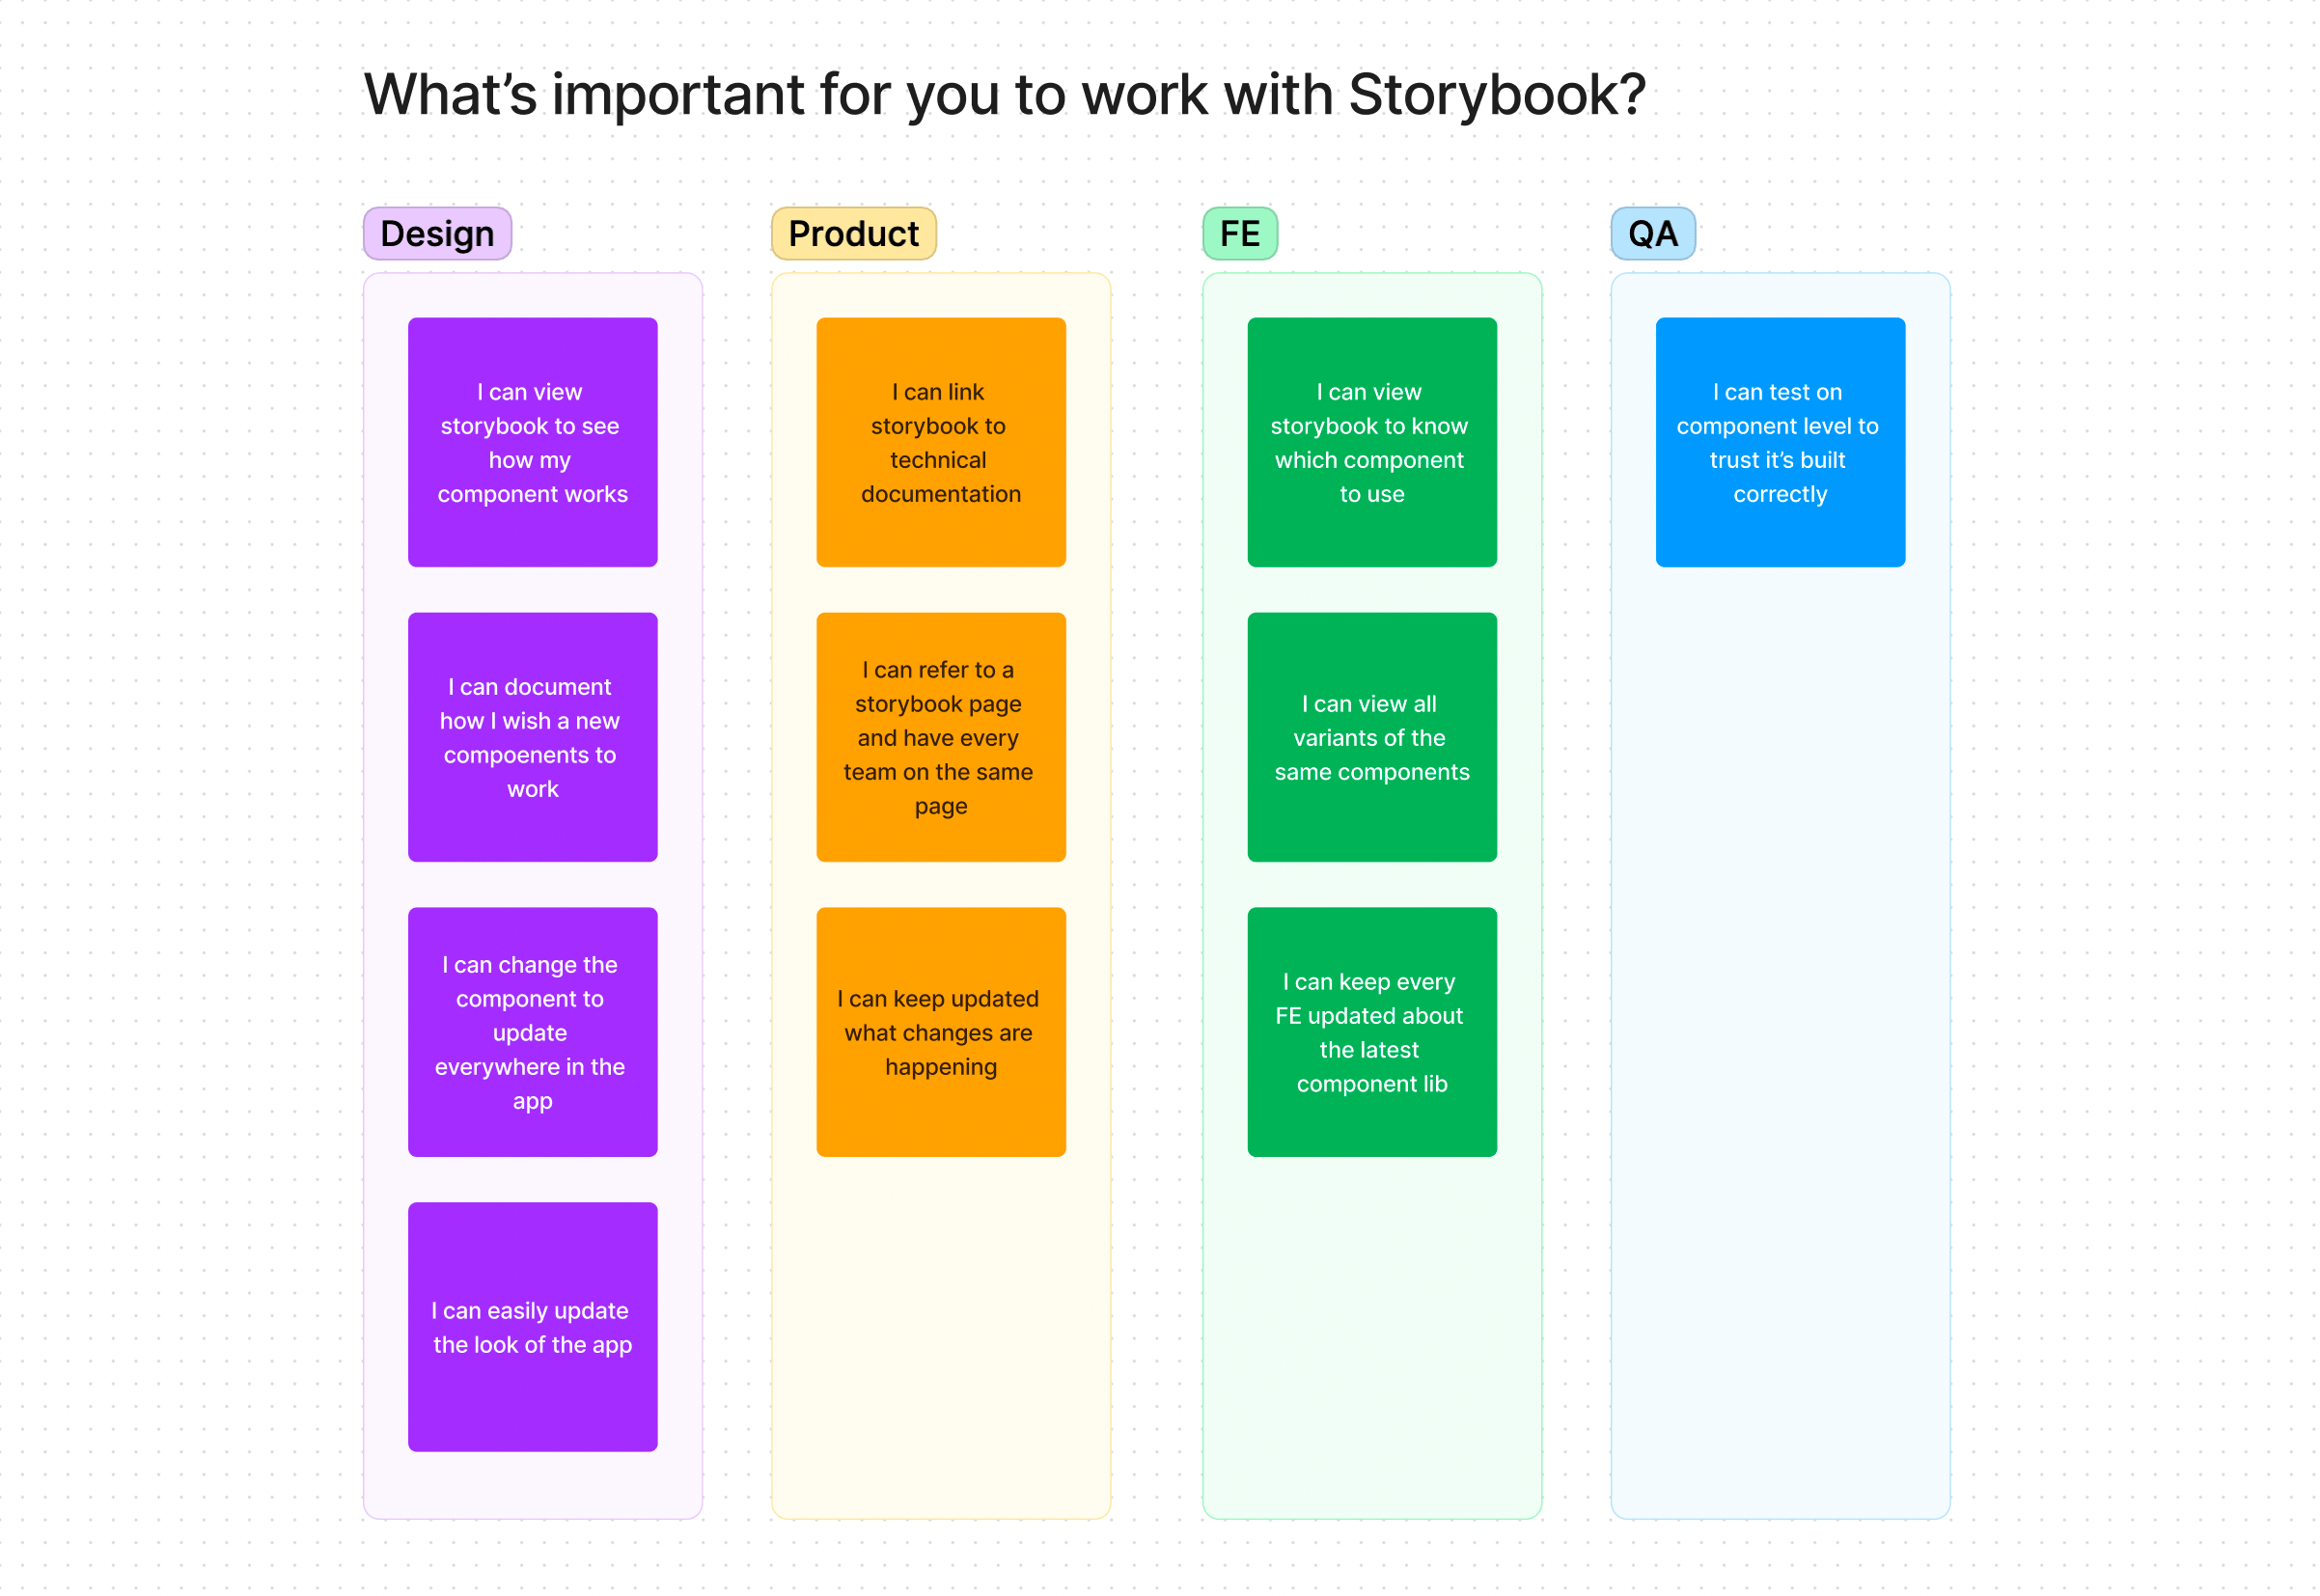 What’s important for you to work with Storybook?
Design
I can view
storybook to see
how my
component works
I can document
how I wish a new
compoenents to
work
I can change the
component to
update
everywhere in the
app
I can easily update
the look of the app
Product
I can link
storybook to
technical
documentation
I can refer to a
storybook page
and have every
team on the same
page
I can keep updated
what changes are
happening
FE
I can view
storybook to know
which component
to use
I can view all
variants of the
same components
I can keep every
FE updated about
the latest
component lib
QA
I can test on
component level to
trust it’s built
correctly